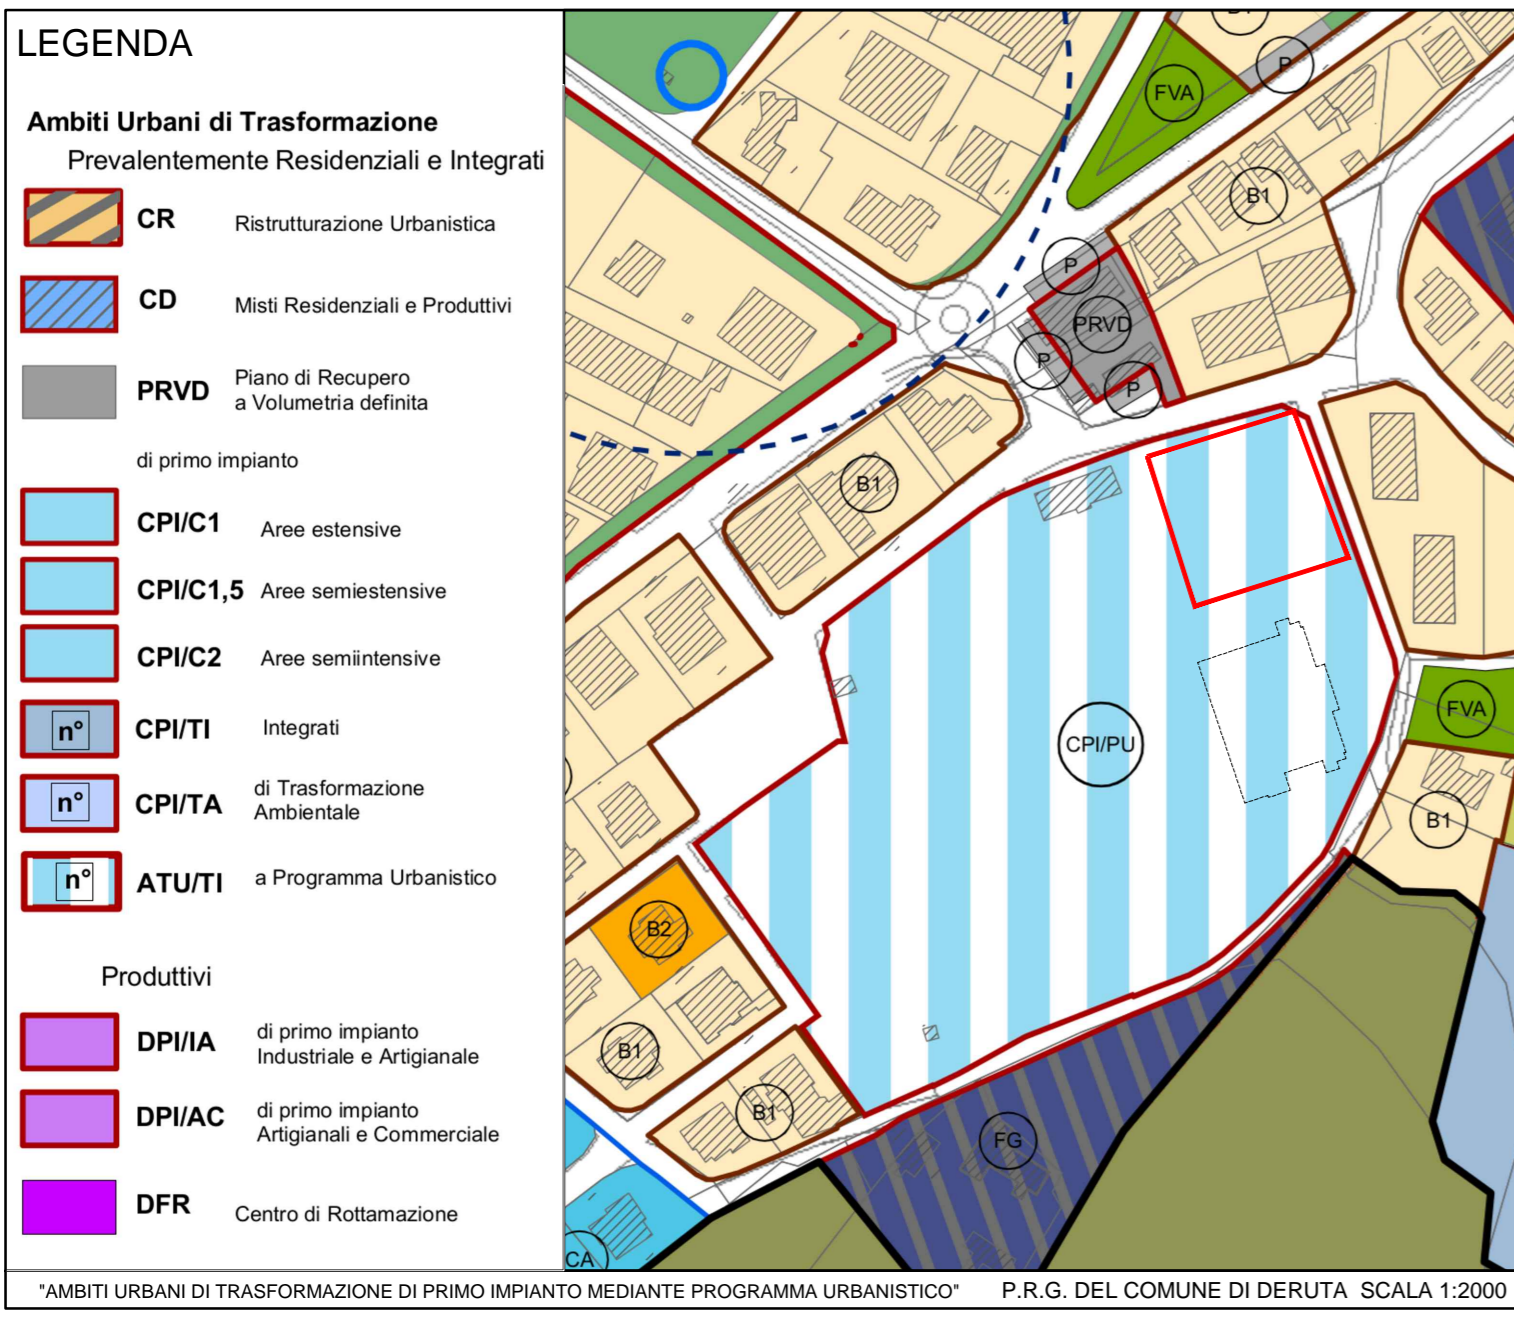 LEGENDA
Ambiti Urbani di Trasformazione
Prevalentemente Residenziali e Integrati
CR Ristrutturazione Urbanistica
CD Misti Residenziali e Produttivi
PRVD Piano di Recupero
a Volumetria definita
di primo impianto
CPI/C1 Aree estensive
CPI/C1,5 Aree semiestensive
CPI/C2 Aree semiintensive
n° CPI/TI Integrati
n° CPI/TA di Trasformazione
Ambientale
n° ATU/TI a Programma Urbanistico
Produttivi
DPI/IA di primo impianto
Industriale e Artigianale
DPI/AC di primo impianto
Artigianali e Commerciale
DFR Centro di Rottamazione
B1
P
FVA
B1
P
PRVD
P
P
B1
FVA
CPI/PU
B1
B2
B1
B1
FG
CA
"AMBITI URBANI DI TRASFORMAZIONE DI PRIMO IMPIANTO MEDIANTE PROGRAMMA URBANISTICO" P.R.G. DEL COMUNE DI DERUTA SCALA 1:2000